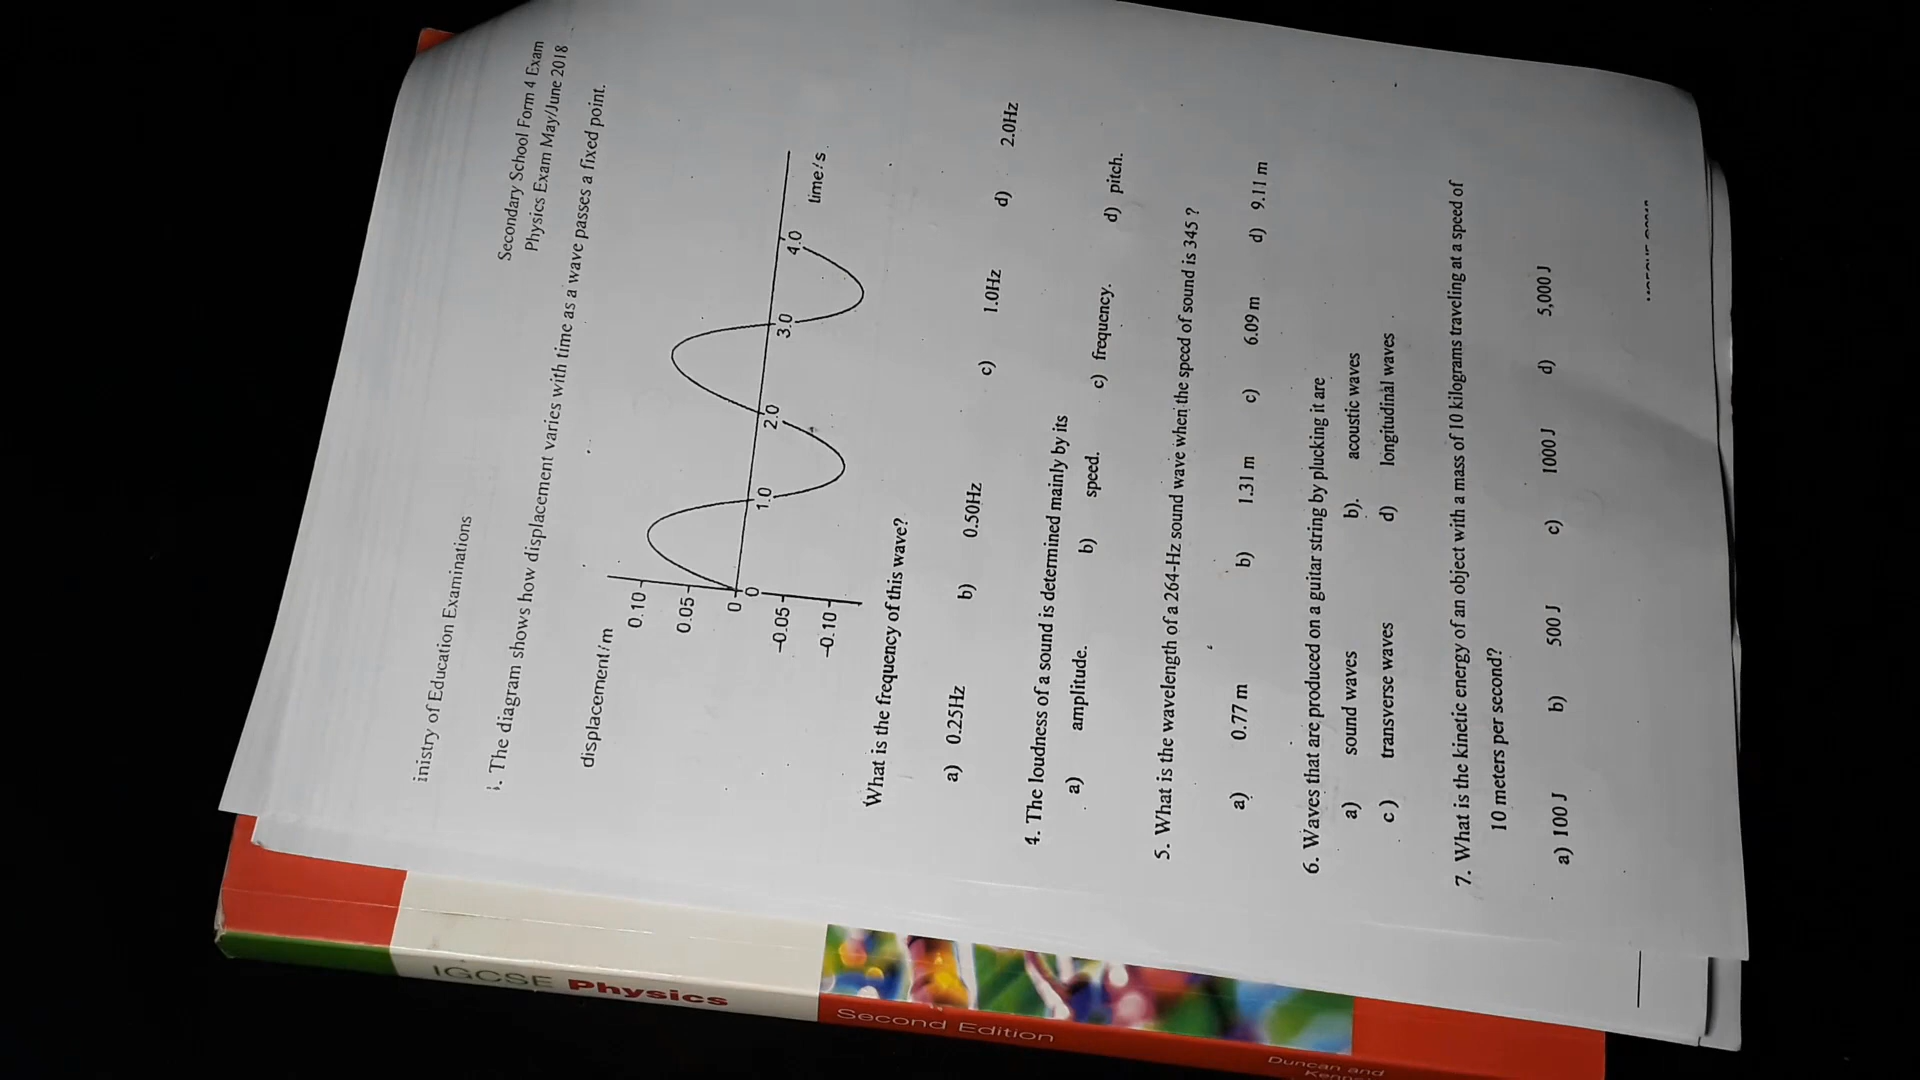 inistry of Education Examinations
Secondary School Form 4 Exam
Physics Exam May/June 2018
. The diagram shows how displacement varies with time as a wave passes a fixed point.
displacement/m
0.10
0.05
0
-0.05
-0.10
0 1.0 2.0 3.0 4.0
time/s
What is the frequency of this wave?
a) 0.25Hz b) 0.50Hz c) 1.0Hz d) 2.0Hz
4. The loudness of a sound is determined mainly by its
a) amplitude. b) speed. c) frequency. d) pitch.
5. What is the wavelength of a 264-Hz sound wave when the speed of sound is 345 ?
a) 0.77 m b) 1.31 m c) 6.09 m d) 9.11 m
6. Waves that are produced on a guitar string by plucking it are
a) sound waves b). acoustic waves
c) transverse waves d) longitudinal waves
7. What is the kinetic energy of an object with a mass of 10 kilograms traveling at a speed of
10 meters per second?
a) 100 J b) 500 J c) 1000 J d) 5,000 J
IGCSE Physics
Second Edition
Duncan and